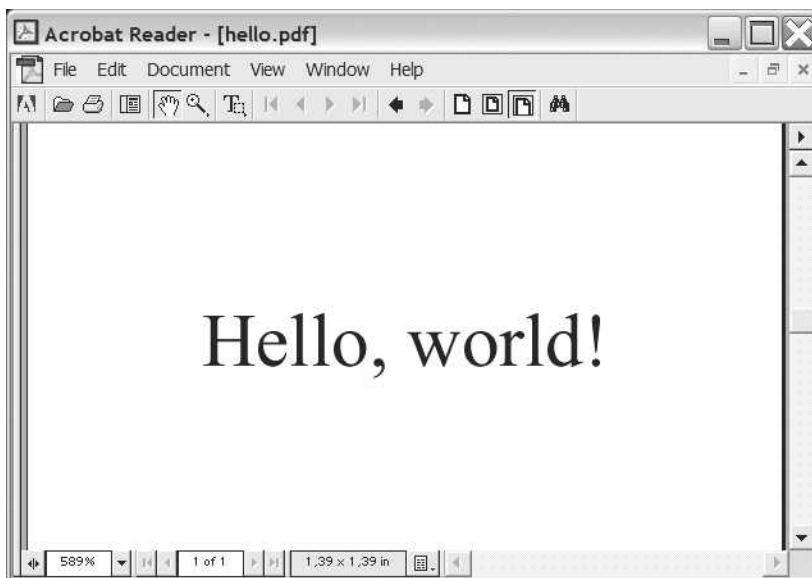 Acrobat Reader - [hello.pdf]
File Edit Document View Window Help
Hello, world!
589% 1 of 1 1,39 x 1,39 in